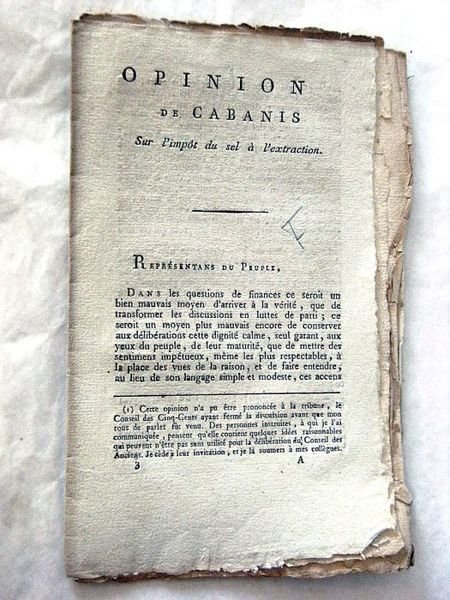 OPINION
DE CABANIS
Sur l'impôt du sel à l'extraction.
F
REPRÉSENTANS DU PEUPLE,
DANS les questions de finances ce seroit un
bien mauvais moyen d'arriver à la vérité, que de
transformer les discussions en luttes de parti ; ce
seroit un moyen plus mauvais encore de conserver
aux délibérations cette dignité calme, seul garant, aux
yeux du peuple, de leur maturité, que de mettre des
sentimens impétueux, même les plus respectables, à
la place des vues de la raison, et de faire entendre,
au lieu de son langage simple et modeste, ces accens
(1) Cette opinion n'a pu être prononcée à la tribune, le
Conseil des Cinq-Cents ayant fermé la discussion avant que mon
tour de parler fût venu. Des personnes instruites, à qui je l'ai
communiquée, pensent qu'elle contient quelques idées raisonnables
qui peuvent n'être pas sans utilité pour la délibération du Conseil des
Anciens. Je cède à leur invitation, et je la soumets à mes collègues.
3 A